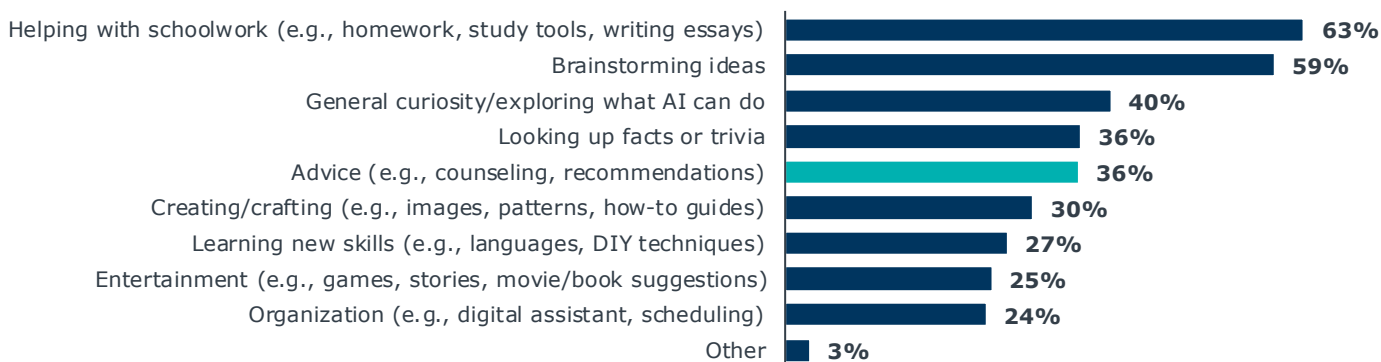 Helping with schoolwork (e.g., homework, study tools, writing essays) 63%
Brainstorming ideas 59%
General curiosity/exploring what AI can do 40%
Looking up facts or trivia 36%
Advice (e.g., counseling, recommendations) 36%
Creating/crafting (e.g., images, patterns, how-to guides) 30%
Learning new skills (e.g., languages, DIY techniques) 27%
Entertainment (e.g., games, stories, movie/book suggestions) 25%
Organization (e.g., digital assistant, scheduling) 24%
Other 3%